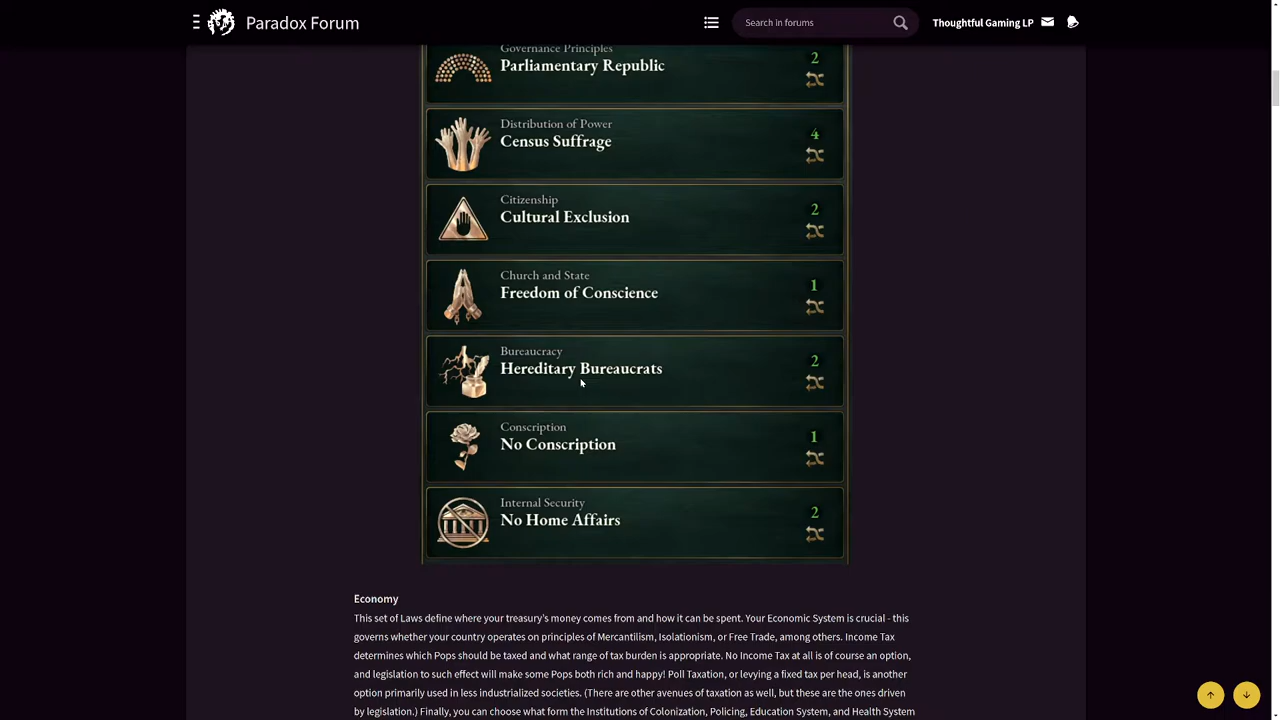 Paradox Forum
Search in forums
Thoughtful Gaming LP
Governance Principles
Parliamentary Republic
2
Distribution of Power
Census Suffrage
4
Citizenship
Cultural Exclusion
2
Church and State
Freedom of Conscience
1
Bureaucracy
Hereditary Bureaucrats
2
Conscription
No Conscription
1
Internal Security
No Home Affairs
2
Economy
This set of Laws define where your treasury's money comes from and how it can be spent. Your Economic System is crucial - this
governs whether your country operates on principles of Mercantilism, Isolationism, or Free Trade, among others. Income Tax
determines which Pops should be taxed and what range of tax burden is appropriate. No Income Tax at all is of course an option,
and legislation to such effect will make some Pops both rich and happy! Poll Taxation, or levying a fixed tax per head, is another
option primarily used in less industrialized societies. (There are other avenues of taxation as well, but these are the ones driven
by legislation.) Finally, you can choose what form the Institutions of Colonization, Policing, Education System, and Health System